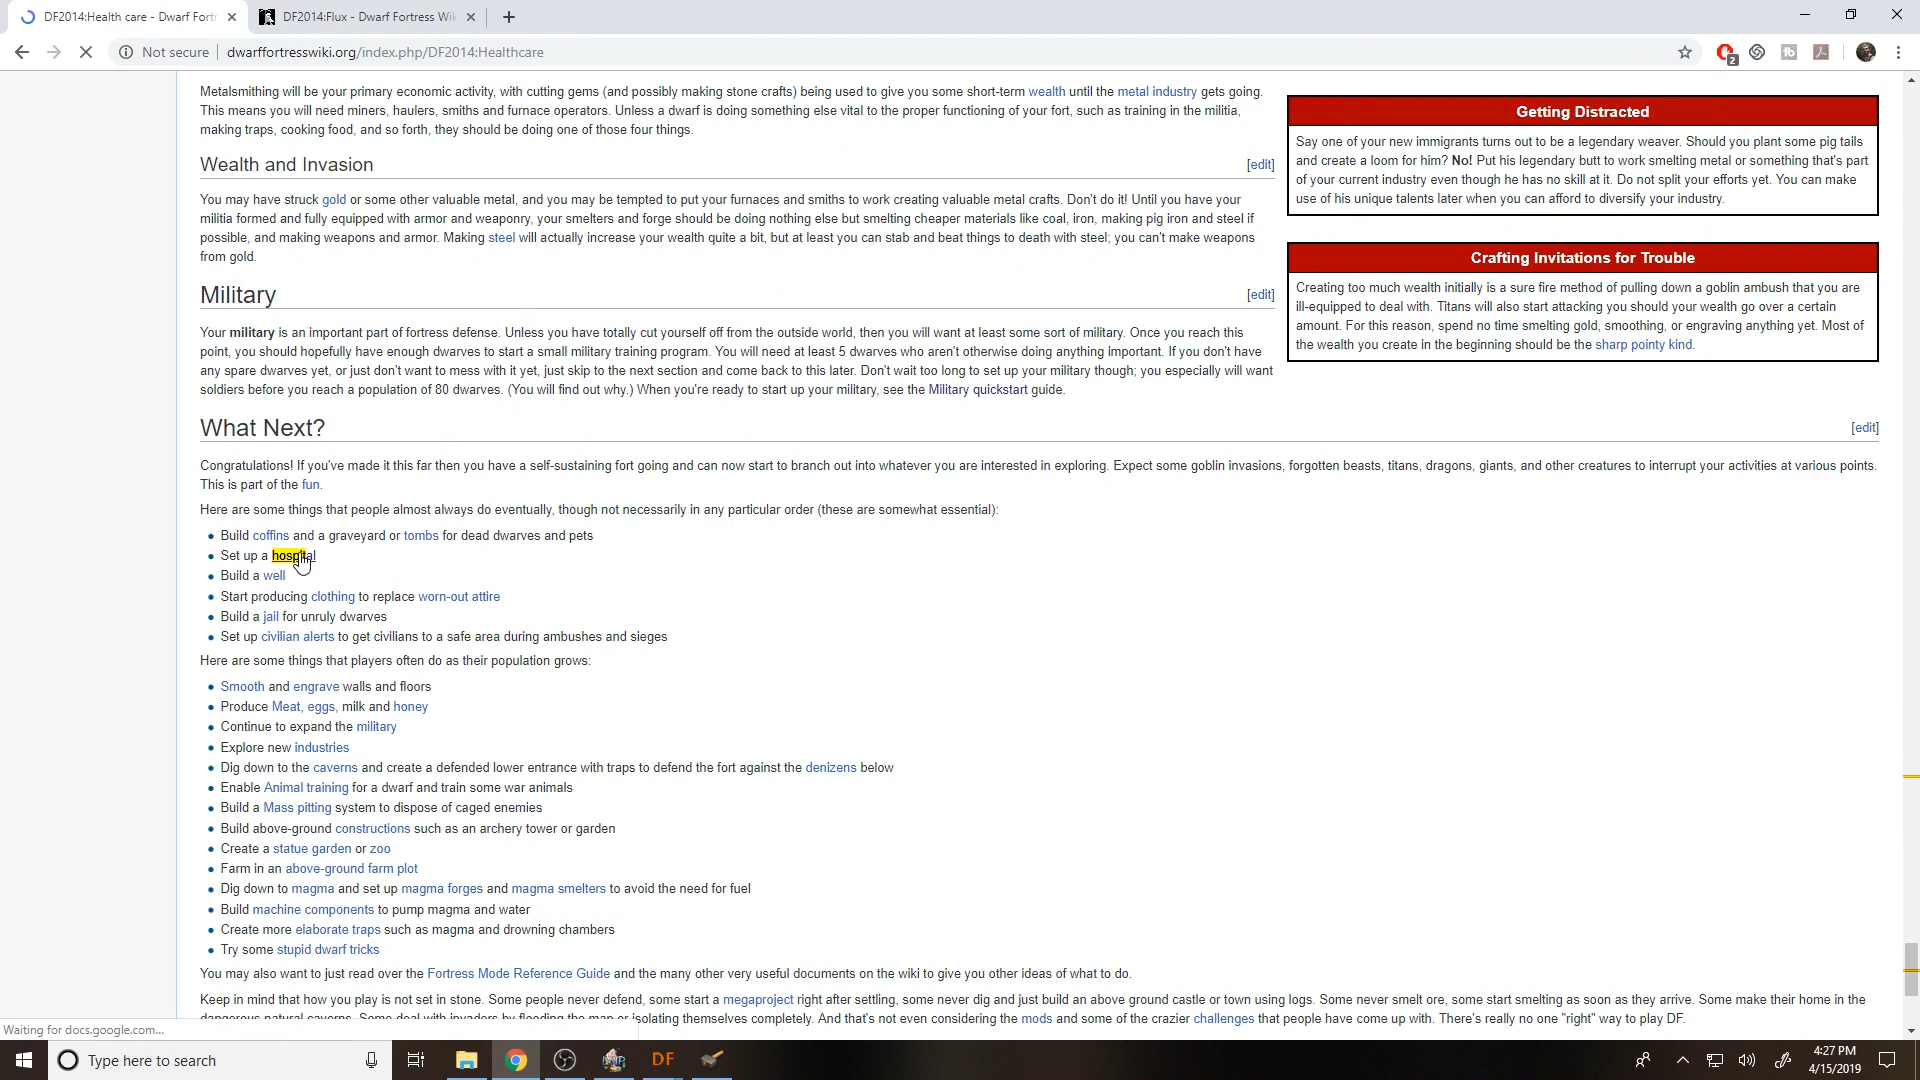 DF2014:Health care - Dwarf Fortr
DF2014:Flux - Dwarf Fortress Wik
Not secure
dwarffortresswiki.org/index.php/DF2014:Healthcare
2
Metalsmithing will be your primary economic activity, with cutting gems (and possibly making stone crafts) being used to give you some short-term wealth until the metal industry gets going.
This means you will need miners, haulers, smiths and furnace operators. Unless a dwarf is doing something else vital to the proper functioning of your fort, such as training in the militia,
making traps, cooking food, and so forth, they should be doing one of those four things.
Getting Distracted
Say one of your new immigrants turns out to be a legendary weaver. Should you plant some pig tails
and create a loom for him? No! Put his legendary butt to work smelting metal or something that's part
of your current industry even though he has no skill at it. Do not split your efforts yet. You can make
use of his unique talents later when you can afford to diversify your industry.
Wealth and Invasion
[edit]
You may have struck gold or some other valuable metal, and you may be tempted to put your furnaces and smiths to work creating valuable metal crafts. Don't do it! Until you have your
militia formed and fully equipped with armor and weaponry, your smelters and forge should be doing nothing else but smelting cheaper materials like coal, iron, making pig iron and steel if
possible, and making weapons and armor. Making steel will actually increase your wealth quite a bit, but at least you can stab and beat things to death with steel; you can't make weapons
from gold.
Crafting Invitations for Trouble
Creating too much wealth initially is a sure fire method of pulling down a goblin ambush that you are
ill-equipped to deal with. Titans will also start attacking you should your wealth go over a certain
amount. For this reason, spend no time smelting gold, smoothing, or engraving anything yet. Most of
the wealth you create in the beginning should be the sharp pointy kind.
Military
[edit]
Your military is an important part of fortress defense. Unless you have totally cut yourself off from the outside world, then you will want at least some sort of military. Once you reach this
point, you should hopefully have enough dwarves to start a small military training program. You will need at least 5 dwarves who aren't otherwise doing anything important. If you don't have
any spare dwarves yet, or just don't want to mess with it yet, just skip to the next section and come back to this later. Don't wait too long to set up your military though; you especially will want
soldiers before you reach a population of 80 dwarves. (You will find out why.) When you're ready to start up your military, see the Military quickstart guide.
What Next?
[edit]
Congratulations! If you've made it this far then you have a self-sustaining fort going and can now start to branch out into whatever you are interested in exploring. Expect some goblin invasions, forgotten beasts, titans, dragons, giants, and other creatures to interrupt your activities at various points.
This is part of the fun.
Here are some things that people almost always do eventually, though not necessarily in any particular order (these are somewhat essential):
Build coffins and a graveyard or tombs for dead dwarves and pets
Set up a hospital
Build a well
Start producing clothing to replace worn-out attire
Build a jail for unruly dwarves
Set up civilian alerts to get civilians to a safe area during ambushes and sieges
Here are some things that players often do as their population grows:
Smooth and engrave walls and floors
Produce Meat, eggs, milk and honey
Continue to expand the military
Explore new industries
Dig down to the caverns and create a defended lower entrance with traps to defend the fort against the denizens below
Enable Animal training for a dwarf and train some war animals
Build a Mass pitting system to dispose of caged enemies
Build above-ground constructions such as an archery tower or garden
Create a statue garden or zoo
Farm in an above-ground farm plot
Dig down to magma and set up magma forges and magma smelters to avoid the need for fuel
Build machine components to pump magma and water
Create more elaborate traps such as magma and drowning chambers
Try some stupid dwarf tricks
You may also want to just read over the Fortress Mode Reference Guide and the many other very useful documents on the wiki to give you other ideas of what to do.
Keep in mind that how you play is not set in stone. Some people never defend, some start a megaproject right after settling, some never dig and just build an above ground castle or town using logs. Some never smelt ore, some start smelting as soon as they arrive. Some make their home in the
dangerous natural caverns. Some deal with invaders by flooding the map or isolating themselves completely. And that's not even considering the mods and some of the crazier challenges that people have come up with. There's really no one "right" way to play DF.
Waiting for docs.google.com...
Type here to search
DF
4:27 PM
4/15/2019